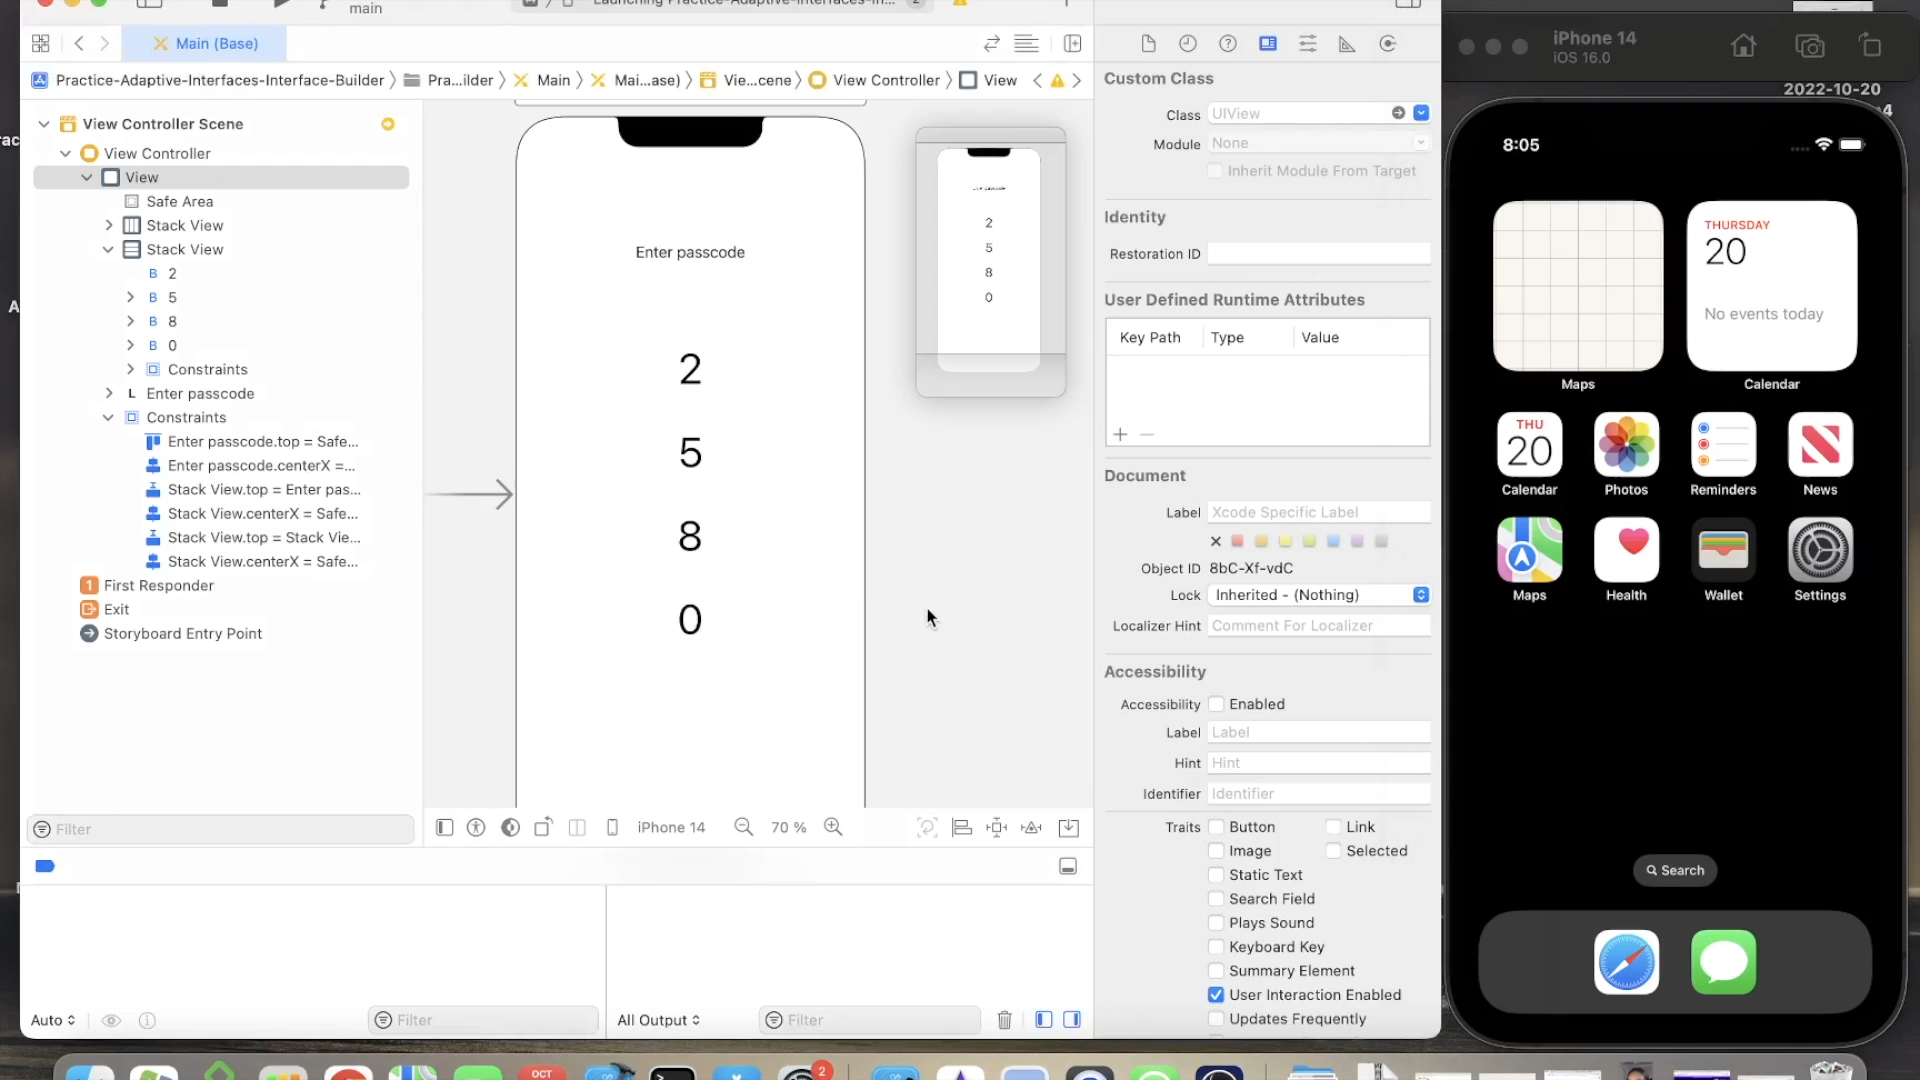 main
Launching Practice-Adaptive-Interfaces-In... 2
Main (Base)
Practice-Adaptive-Interfaces-Interface-Builder
Pra...ilder
Main
Mai...ase)
Vie...cene
View Controller
View
View Controller Scene
View Controller
View
Safe Area
Stack View
Stack View
B 2
B 5
B 8
B 0
Constraints
L Enter passcode
Constraints
Enter passcode.top = Safe...
Enter passcode.centerX =...
Stack View.top = Enter pas...
Stack View.centerX = Safe...
Stack View.top = Stack Vie...
Stack View.centerX = Safe...
1 First Responder
Exit
Storyboard Entry Point
Filter
Enter passcode
2
5
8
0
2
5
8
0
iPhone 14
70 %
Auto
Filter
All Output
Filter
Custom Class
Class UIView
Module None
Inherit Module From Target
Identity
Restoration ID
User Defined Runtime Attributes
Key Path Type Value
Document
Label Xcode Specific Label
Object ID 8bC-Xf-vdC
Lock Inherited - (Nothing)
Localizer Hint Comment For Localizer
Accessibility
Accessibility Enabled
Label Label
Hint Hint
Identifier Identifier
Traits Button Link
Image Selected
Static Text
Search Field
Plays Sound
Keyboard Key
Summary Element
User Interaction Enabled
Updates Frequently
iPhone 14
iOS 16.0
2022-10-20
8:05
THURSDAY
20
No events today
Maps Calendar
THU
20
Calendar Photos Reminders News
Maps Health Wallet Settings
Search
OCT
2